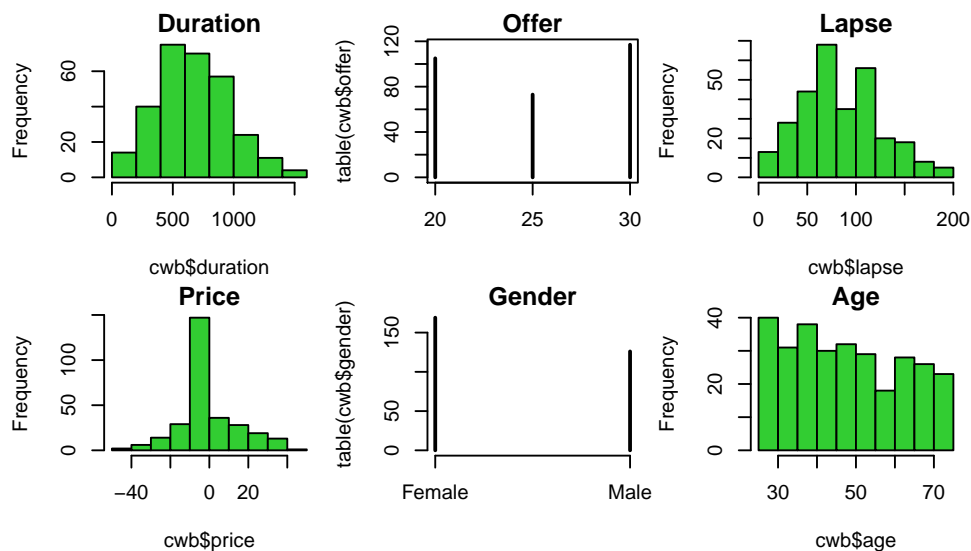 Duration
Frequency
0 20 60
0 500 1000
cwb$duration
Offer
table(cwb$offer)
0 40 80 120
20 25 30
Lapse
Frequency
0 20 50
0 50 100 200
cwb$lapse
Price
Frequency
0 50 100
−40 0 20
cwb$price
Gender
table(cwb$gender)
0 50 150
Female Male
Age
Frequency
0 20 40
30 50 70
cwb$age